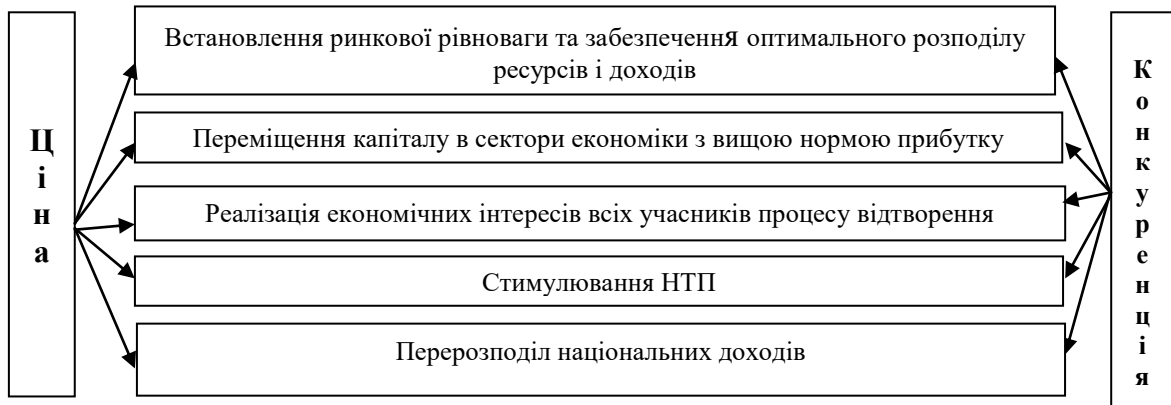 Ціна
Встановлення ринкової рівноваги та забезпечення оптимального розподілу
ресурсів і доходів
Переміщення капіталу в сектори економіки з вищою нормою прибутку
Реалізація економічних інтересів всіх учасників процесу відтворення
Стимулювання НТП
Перерозподіл національних доходів
Конкуренція